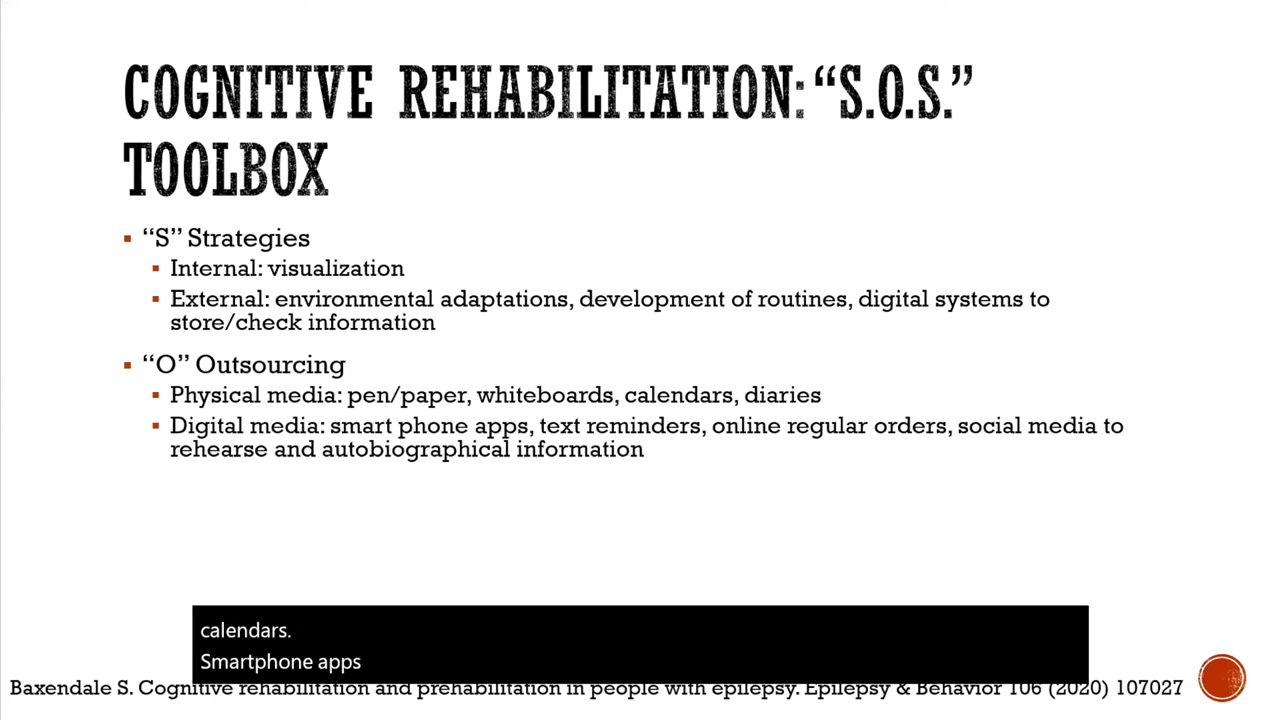 COGNITIVE REHABILITATION: “S.O.S.”
TOOLBOX
“S” Strategies
Internal: visualization
External: environmental adaptations, development of routines, digital systems to
store/check information
“O” Outsourcing
Physical media: pen/paper, whiteboards, calendars, diaries
Digital media: smart phone apps, text reminders, online regular orders, social media to
rehearse and autobiographical information
calendars.
Smartphone apps
Baxendale S. Cognitive rehabilitation and prehabilitation in people with epilepsy. Epilepsy & Behavior 106 (2020) 107027